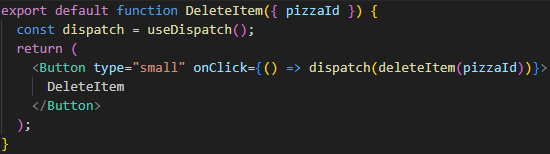 export default function DeleteItem({ pizzaId }) {
  const dispatch = useDispatch();
  return (
    <Button type="small" onClick={() => dispatch(deleteItem(pizzaId))}>
      DeleteItem
    </Button>
  );
}